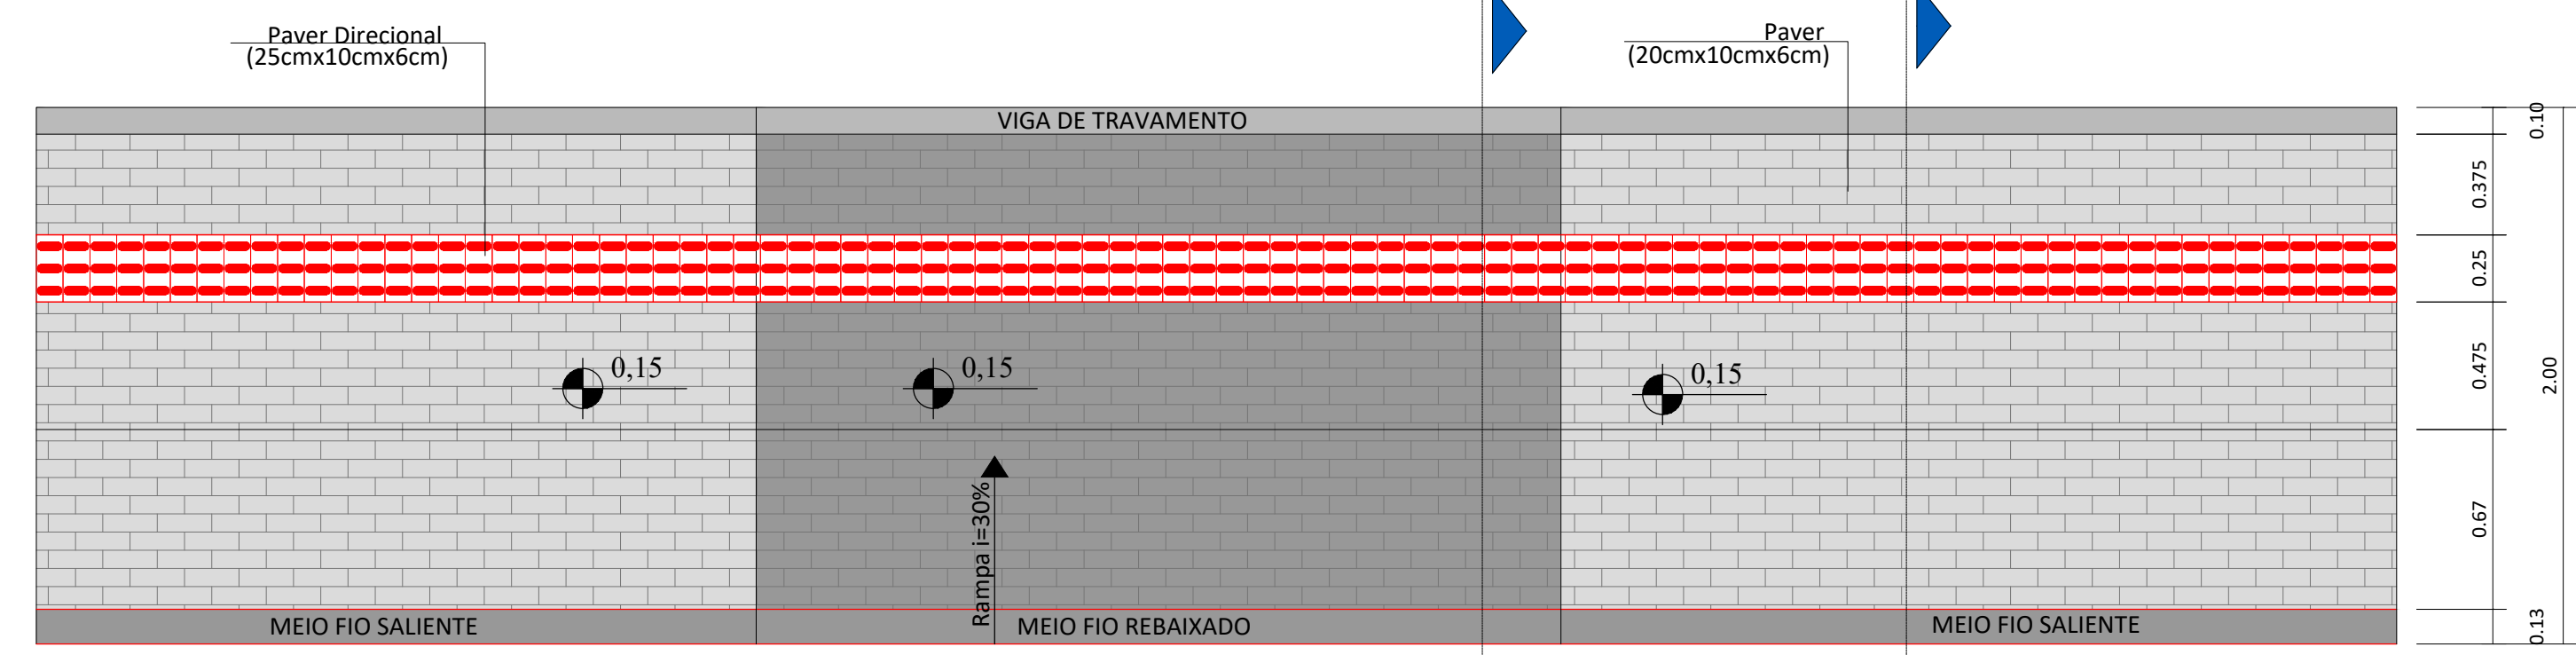 Paver Direcional
(25cmx10cmx6cm)
Paver
(20cmx10cmx6cm)
VIGA DE TRAVAMENTO
0.10
0.375
0.25
0,15
0,15
0,15
0.475
2.00
Rampa i=30%
0.67
MEIO FIO SALIENTE
MEIO FIO REBAIXADO
MEIO FIO SALIENTE
0.13